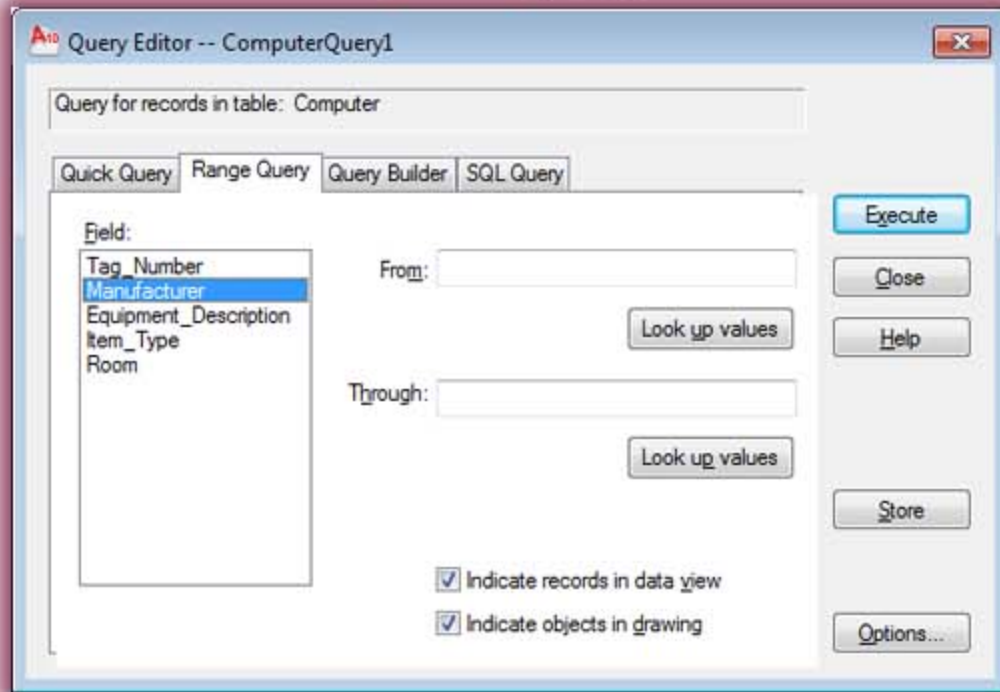 A10 Query Editor -- ComputerQuery1
Query for records in table: Computer
Quick Query Range Query Query Builder SQL Query
Field:
Tag_Number
Manufacturer
Equipment_Description
Item_Type
Room
From:
Look up values
Through:
Look up values
Indicate records in data view
Indicate objects in drawing
Execute
Close
Help
Store
Options...